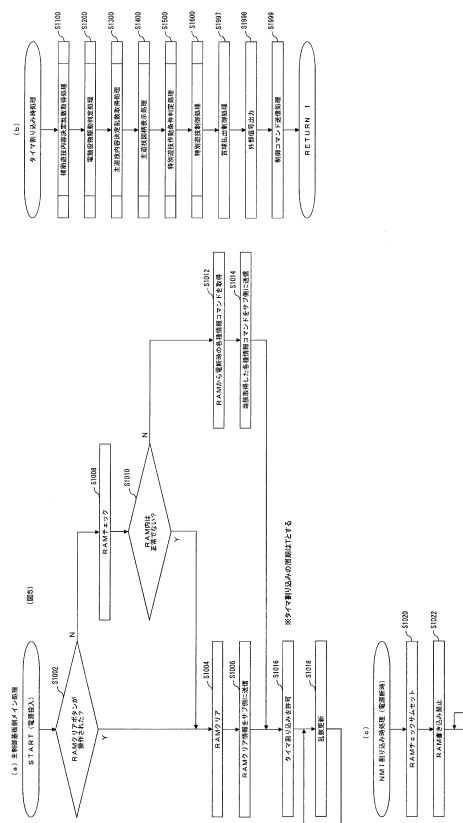 (図5)
(a) 主制御基板側メイン処理
START(電源投入)
S1002
RAMクリアボタンが
操作された?
N
Y
S1008
RAMチェック
S1010
RAM内は
正常でない?
N
Y
S1012
RAMから電断時の各種情報コマンドを取得
S1014
当該取得した各種情報コマンドをサブ側に送信
S1004
RAMクリア
S1006
RAMクリア情報をサブ側に送信
※タイマ割り込みの周期はTとする
S1016
タイマ割り込みを許可
S1018
乱数更新
(b)
タイマ割り込み時処理
S1100
補助遊技内容決定乱数取得処理
S1200
電動役物駆動判定処理
S1300
主遊技内容決定乱数取得処理
S1400
主遊技図柄表示処理
S1500
特別遊技作動条件判定処理
S1600
特別遊技制御処理
S1997
賞球払出制御処理
S1998
外部信号出力
S1999
制御コマンド送信処理
RETURN I
(c)
NMI割り込み時処理(電源断時)
S1020
RAMチェックサムセット
S1022
RAM書き込み禁止